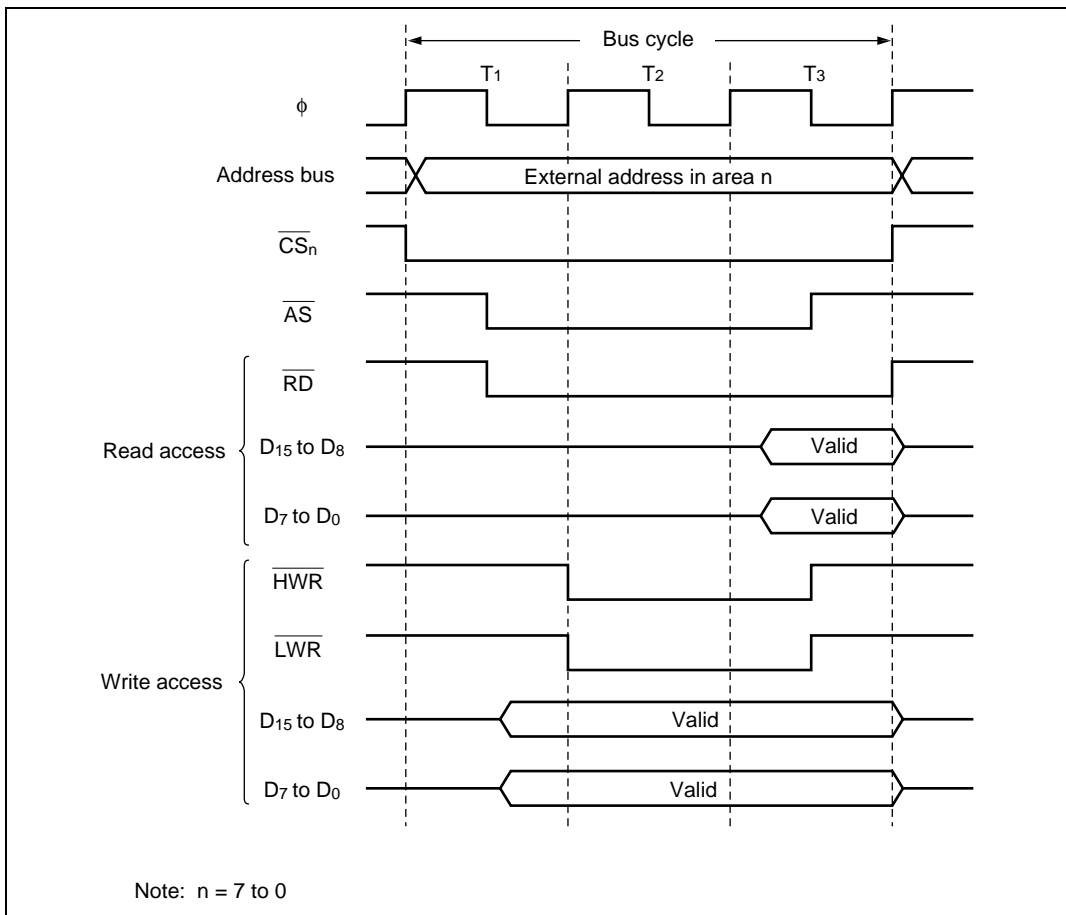 Bus cycle
T1 T2 T3
ϕ
Address bus External address in area n
CSn
AS
RD
Read access
D15 to D8 Valid
D7 to D0 Valid
HWR
LWR
Write access
D15 to D8 Valid
D7 to D0 Valid
Note: n = 7 to 0